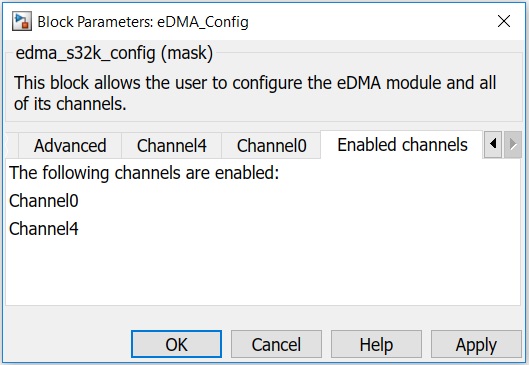 Block Parameters: eDMA_Config
edma_s32k_config (mask)
This block allows the user to configure the eDMA module and all
of its channels.
Advanced Channel4 Channel0 Enabled channels
The following channels are enabled:
Channel0
Channel4
OK Cancel Help Apply